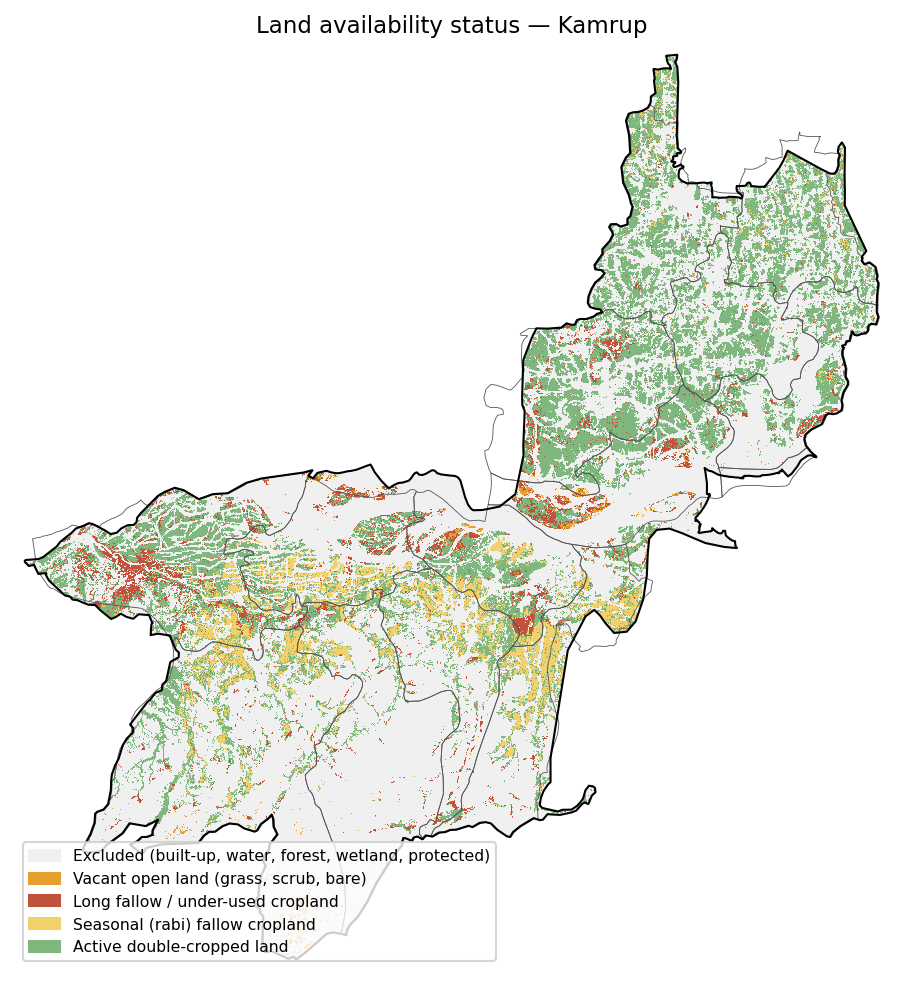 Land availability status — Kamrup
Excluded (built-up, water, forest, wetland, protected)
Vacant open land (grass, scrub, bare)
Long fallow / under-used cropland
Seasonal (rabi) fallow cropland
Active double-cropped land